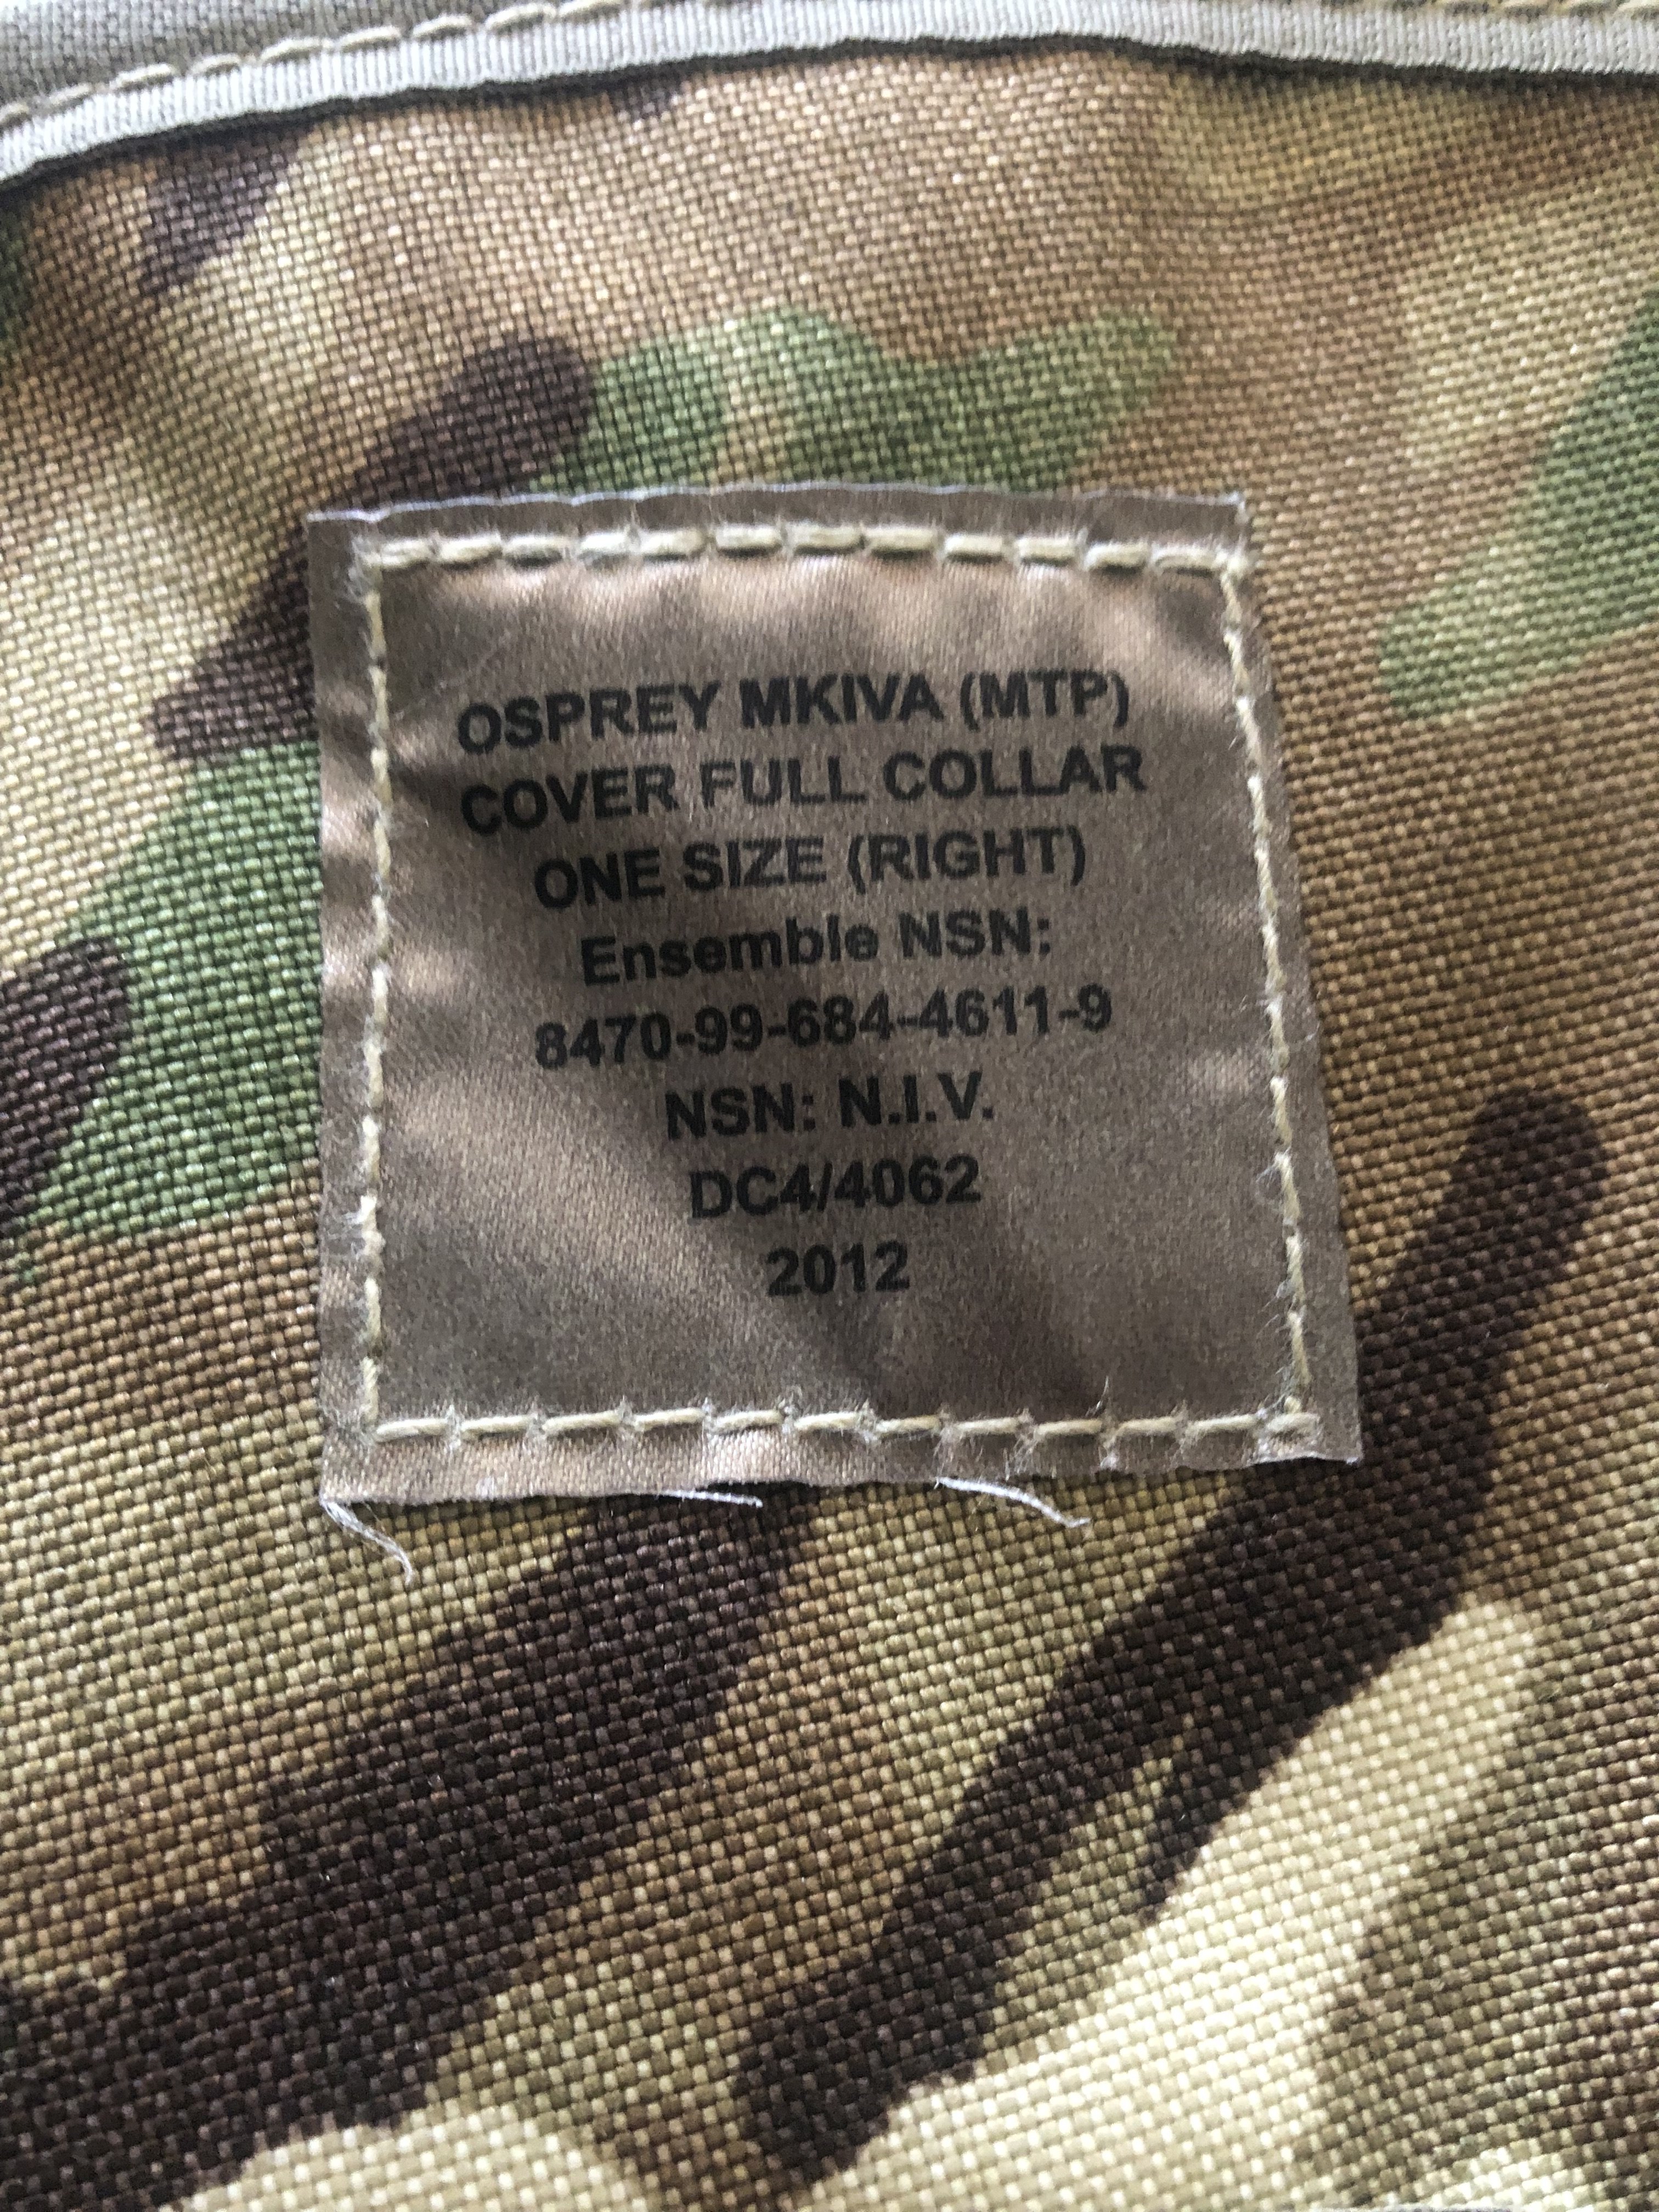 OSPREY MKIVA (MTP)
COVER FULL COLLAR
ONE SIZE (RIGHT)
Ensemble NSN:
8470-99-684-4611-9
NSN: N.I.V.
DC4/4062
2012